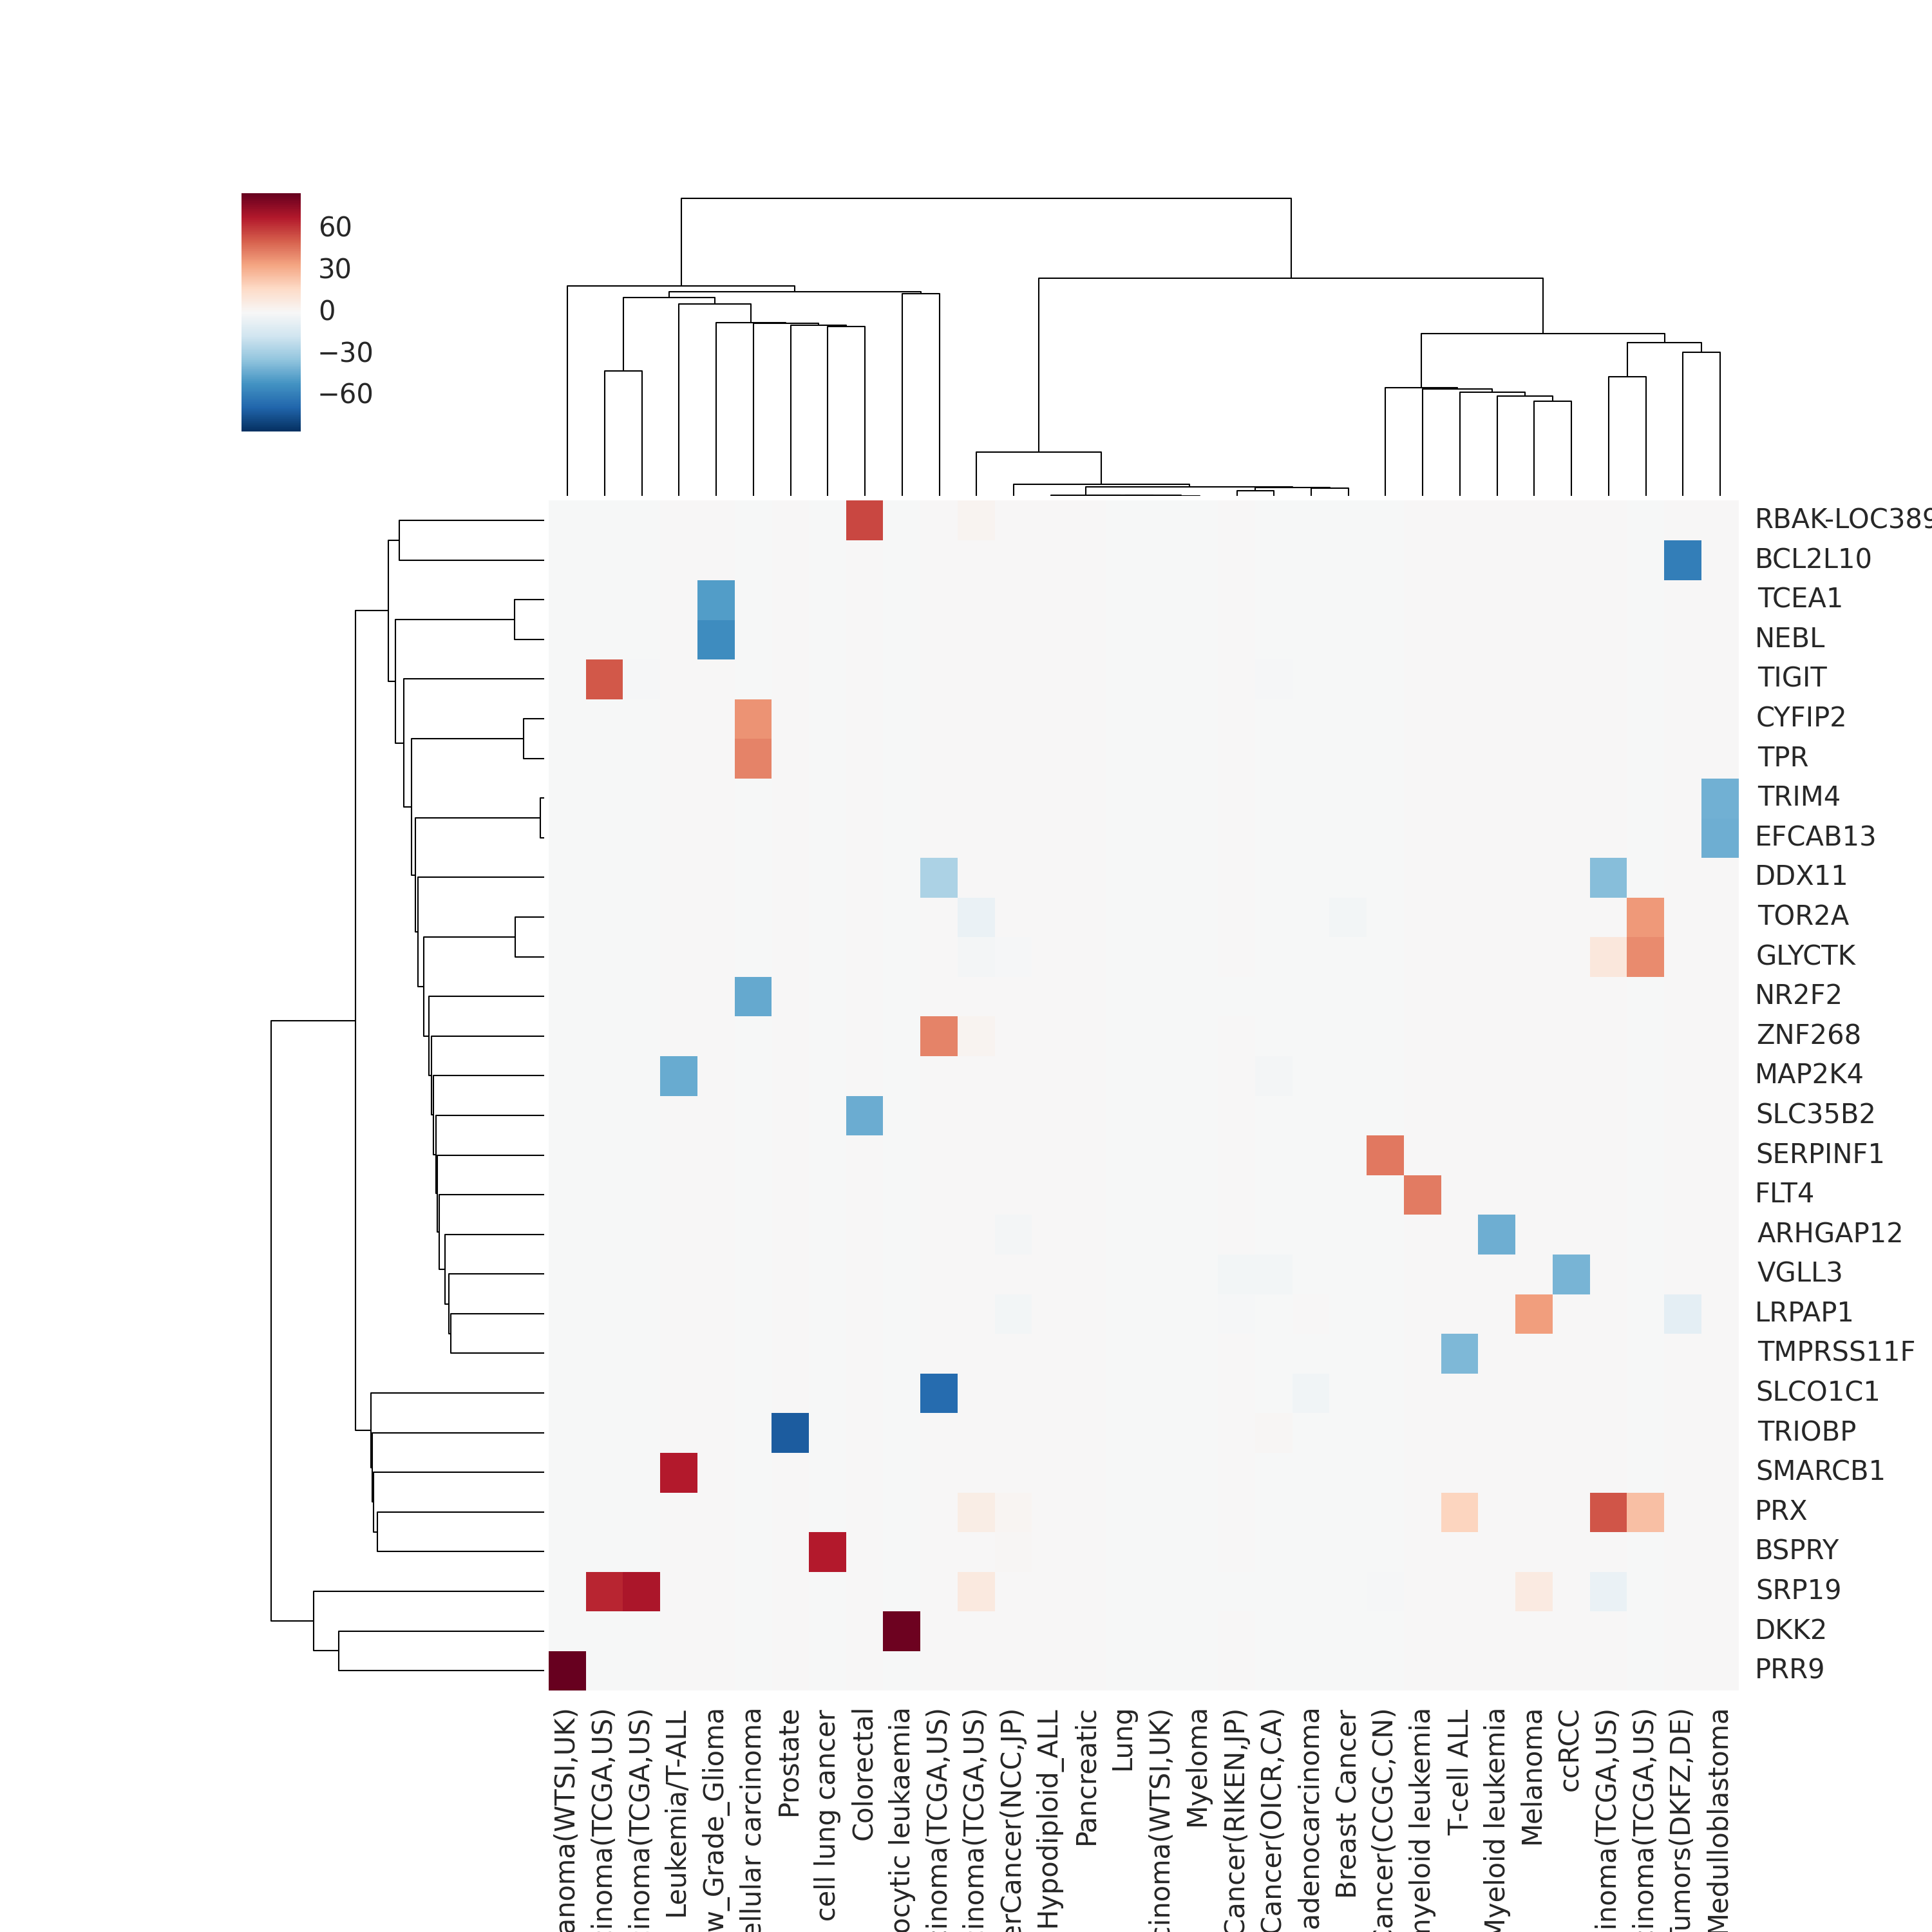 60
30
0
−30
−60
RBAK-LOC389
BCL2L10
TCEA1
NEBL
TIGIT
CYFIP2
TPR
TRIM4
EFCAB13
DDX11
TOR2A
GLYCTK
NR2F2
ZNF268
MAP2K4
SLC35B2
SERPINF1
FLT4
ARHGAP12
VGLL3
LRPAP1
TMPRSS11F
SLCO1C1
TRIOBP
SMARCB1
PRX
BSPRY
SRP19
DKK2
PRR9
anoma(WTSI,UK)
inoma(TCGA,US)
inoma(TCGA,US)
Leukemia/T-ALL
w_Grade_Glioma
ellular carcinoma
Prostate
cell lung cancer
Colorectal
ocytic leukaemia
inoma(TCGA,US)
inoma(TCGA,US)
erCancer(NCC,JP)
Hypodiploid_ALL
Pancreatic
Lung
cinoma(WTSI,UK)
Myeloma
Cancer(RIKEN,JP)
Cancer(OICR,CA)
adenocarcinoma
Breast Cancer
ancer(CCGC,CN)
myeloid leukemia
T-cell ALL
Myeloid leukemia
Melanoma
ccRCC
inoma(TCGA,US)
inoma(TCGA,US)
umors(DKFZ,DE)
Medulloblastoma